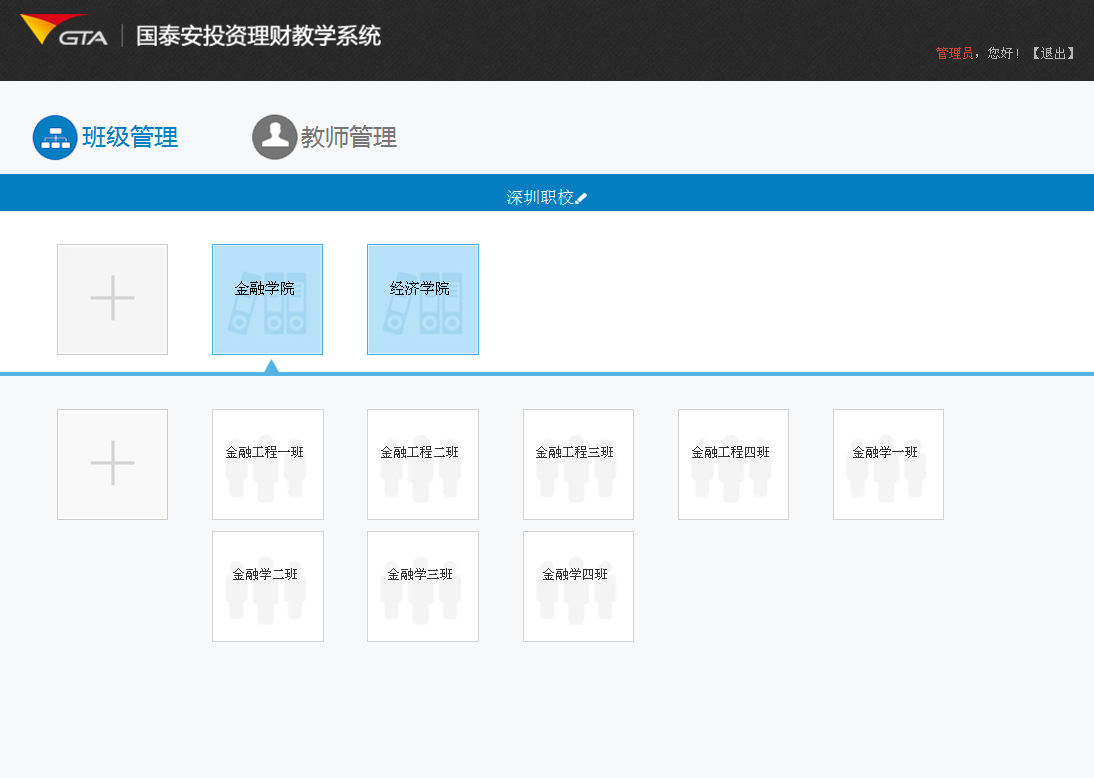 GTA 国泰安投资理财教学系统
管理员，您好！【退出】
班级管理 教师管理
深圳职校
金融学院 经济学院
金融工程一班 金融工程二班 金融工程三班 金融工程四班 金融学一班
金融学二班 金融学三班 金融学四班